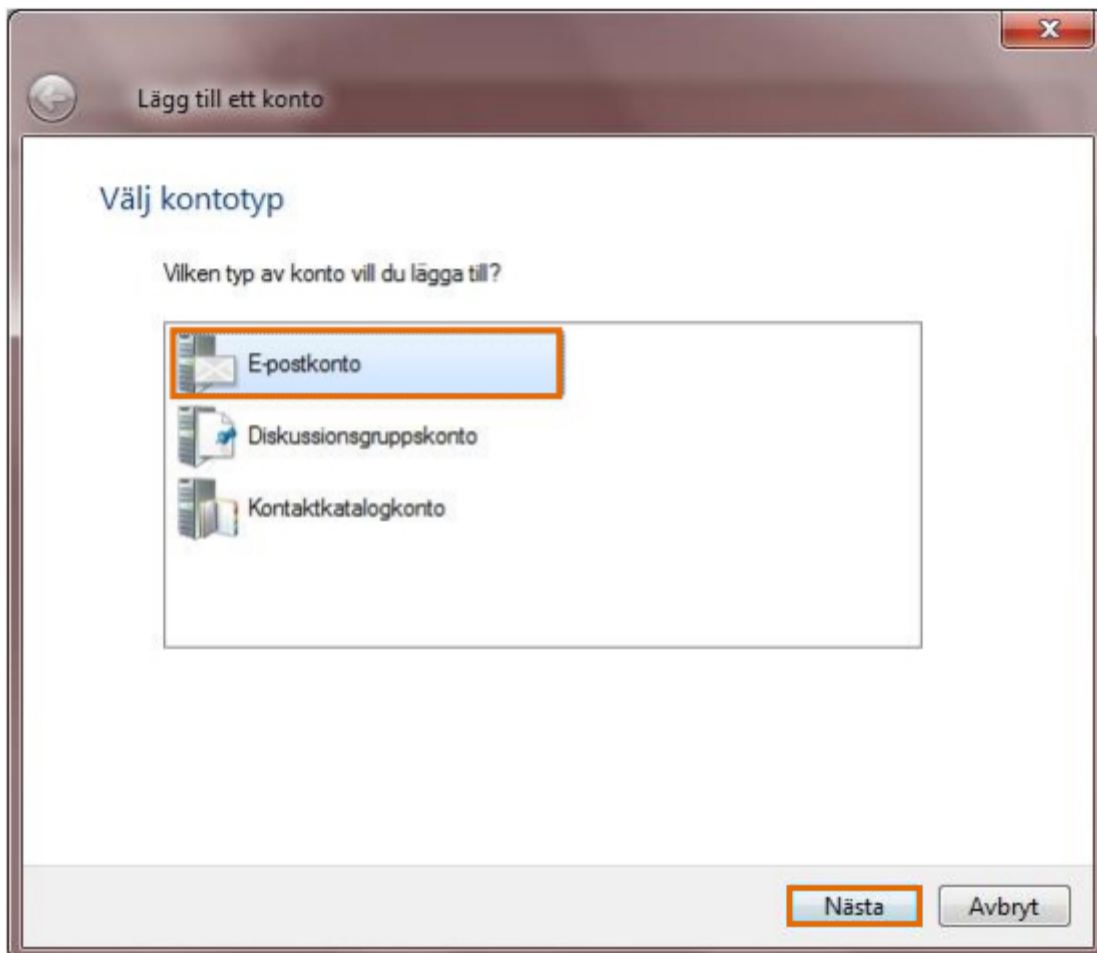 Lägg till ett konto
Välj kontotyp
Vilken typ av konto vill du lägga till?
E-postkonto
Diskussionsgruppskonto
Kontaktkatalogkonto
Nästa
Avbryt